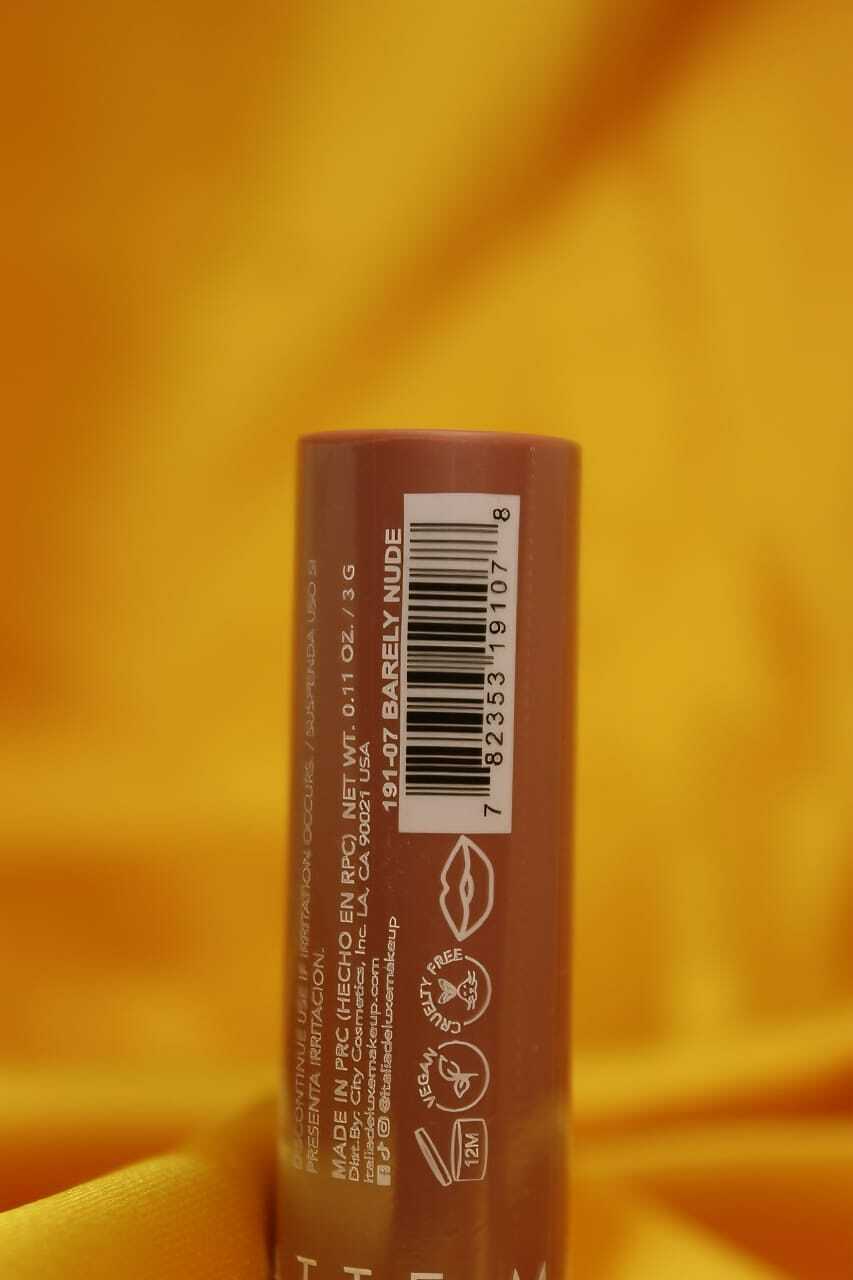 DISCONTINUE USE IF IRRITATION OCCURS. / SUSPENDA USO SI
PRESENTA IRRITACION.
MADE IN PRC (HECHO EN RPC) NET WT. 0.11 OZ. / 3 G
Dist.By: City Cosmetics, Inc. LA, CA 90021 USA
italiadeluxemakeup.com
@italiadeluxemakeup
191-07 BARELY NUDE
7 82353 19107 8
CRUELTY FREE
VEGAN
12M